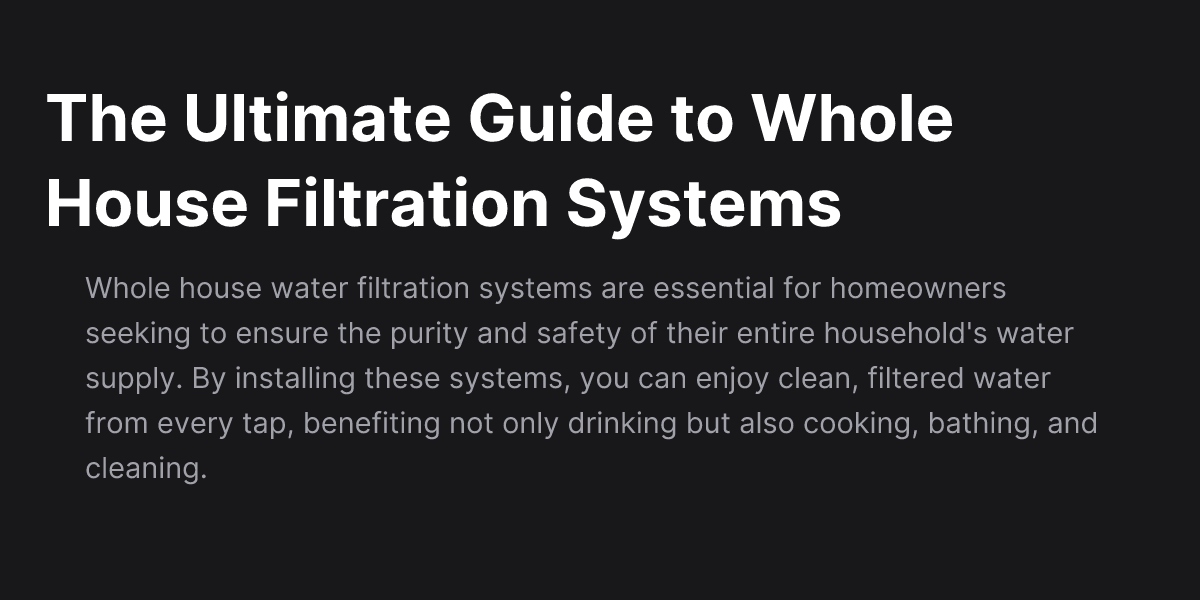 The Ultimate Guide to Whole
House Filtration Systems
Whole house water filtration systems are essential for homeowners
seeking to ensure the purity and safety of their entire household's water
supply. By installing these systems, you can enjoy clean, filtered water
from every tap, benefiting not only drinking but also cooking, bathing, and
cleaning.